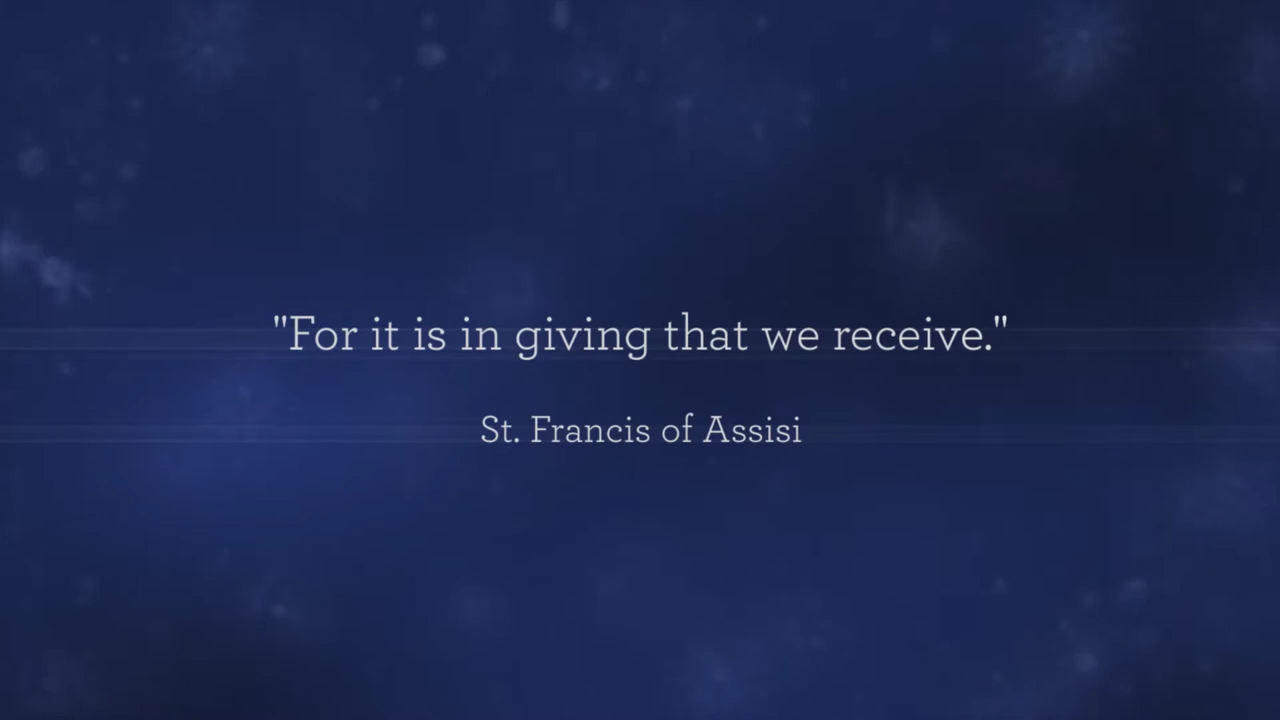 "For it is in giving that we receive."
St. Francis of Assisi